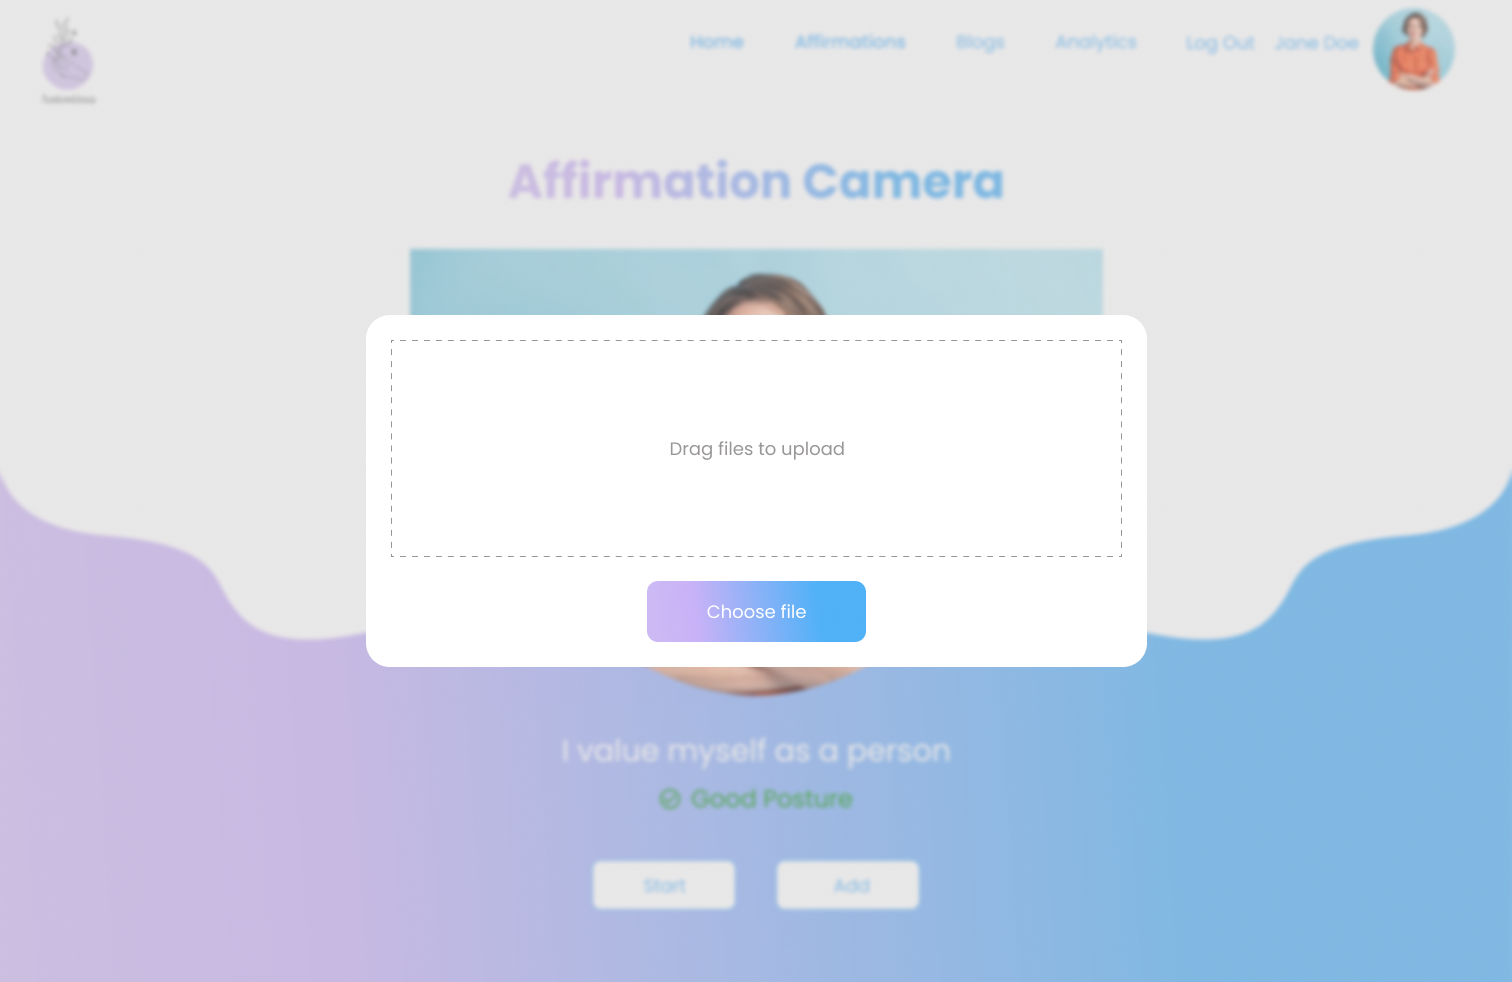 Home Affirmations Blogs Analytics Log Out Jane Doe
Affirmation Camera
Drag files to upload
Choose file
I value myself as a person
Good Posture
Start Add